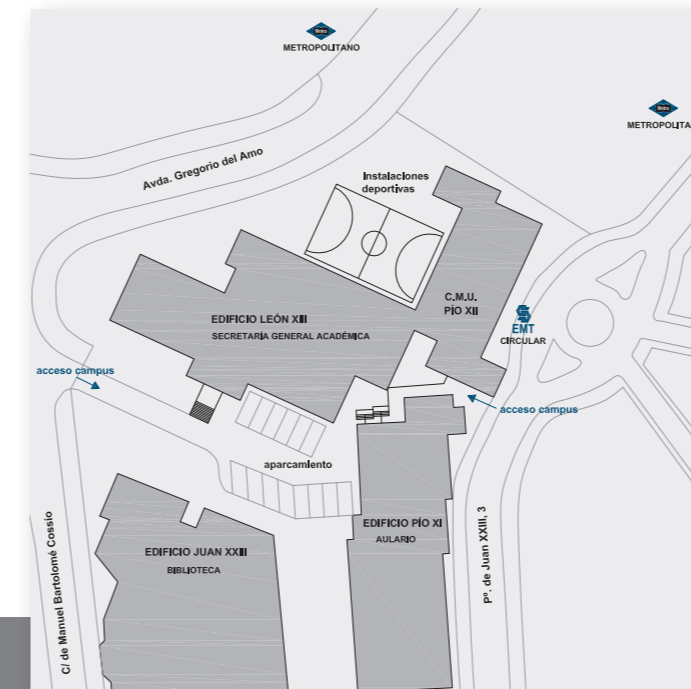 Metro
METROPOLITANO
Metro
METROPOLITA
Avda. Gregorio del Amo
Instalaciones
deportivas
C.M.U.
PÍO XII
EDIFICIO LEÓN XIII
SECRETARÍA GENERAL ACADÉMICA
EMT
CIRCULAR
acceso campus
acceso campus
aparcamiento
EDIFICIO PÍO XI
AULARIO
EDIFICIO JUAN XXIII
BIBLIOTECA
Pº. de Juan XXIII, 3
C/ de Manuel Bartolomé Cossío